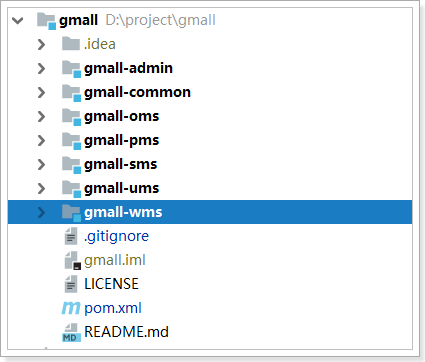 gmall D:\project\gmall
.idea
gmall-admin
gmall-common
gmall-oms
gmall-pms
gmall-sms
gmall-ums
gmall-wms
.gitignore
gmall.iml
LICENSE
m pom.xml
MD README.md